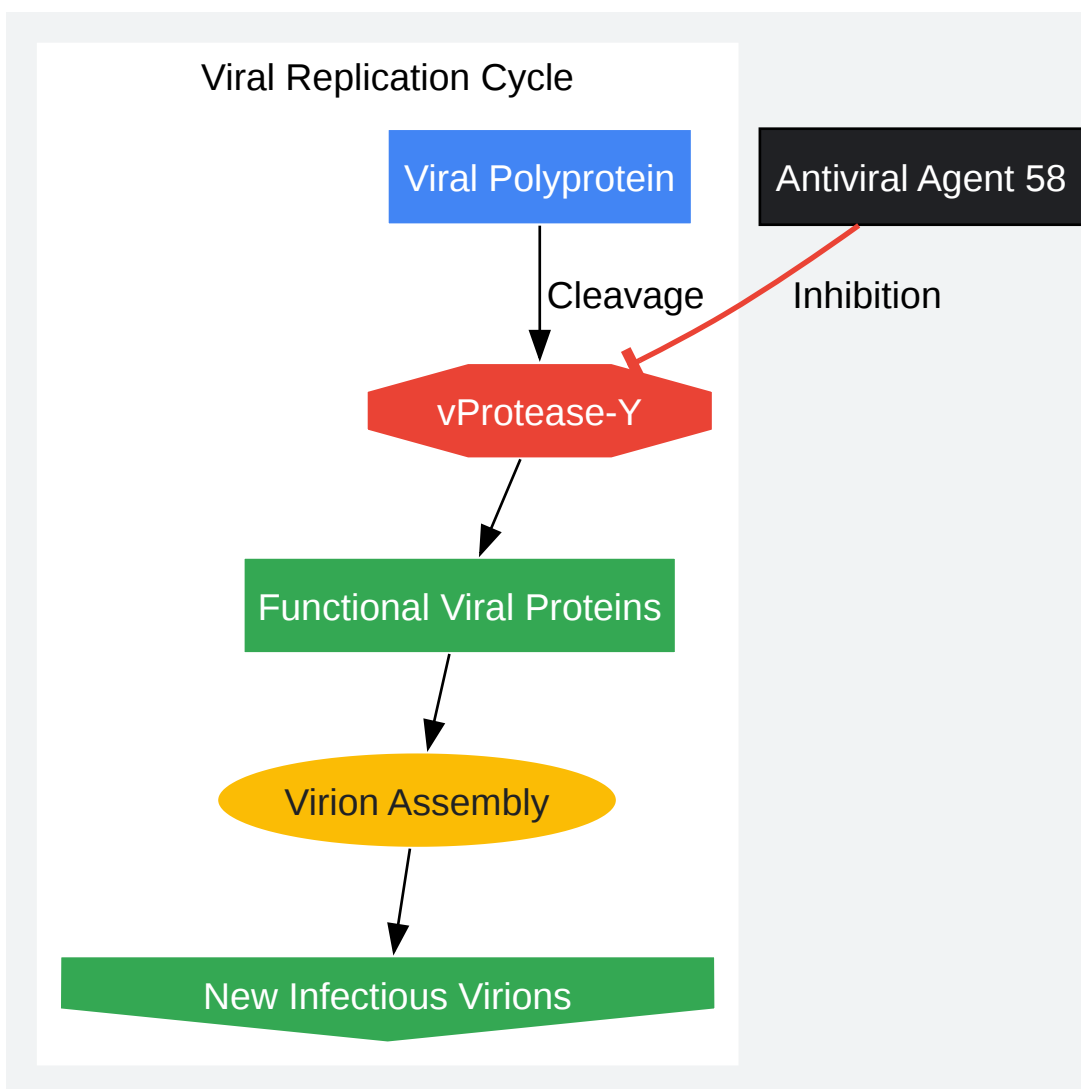 Viral Replication Cycle
Viral Polyprotein
Antiviral Agent 58
Cleavage
Inhibition
vProtease-Y
Functional Viral Proteins
Virion Assembly
New Infectious Virions